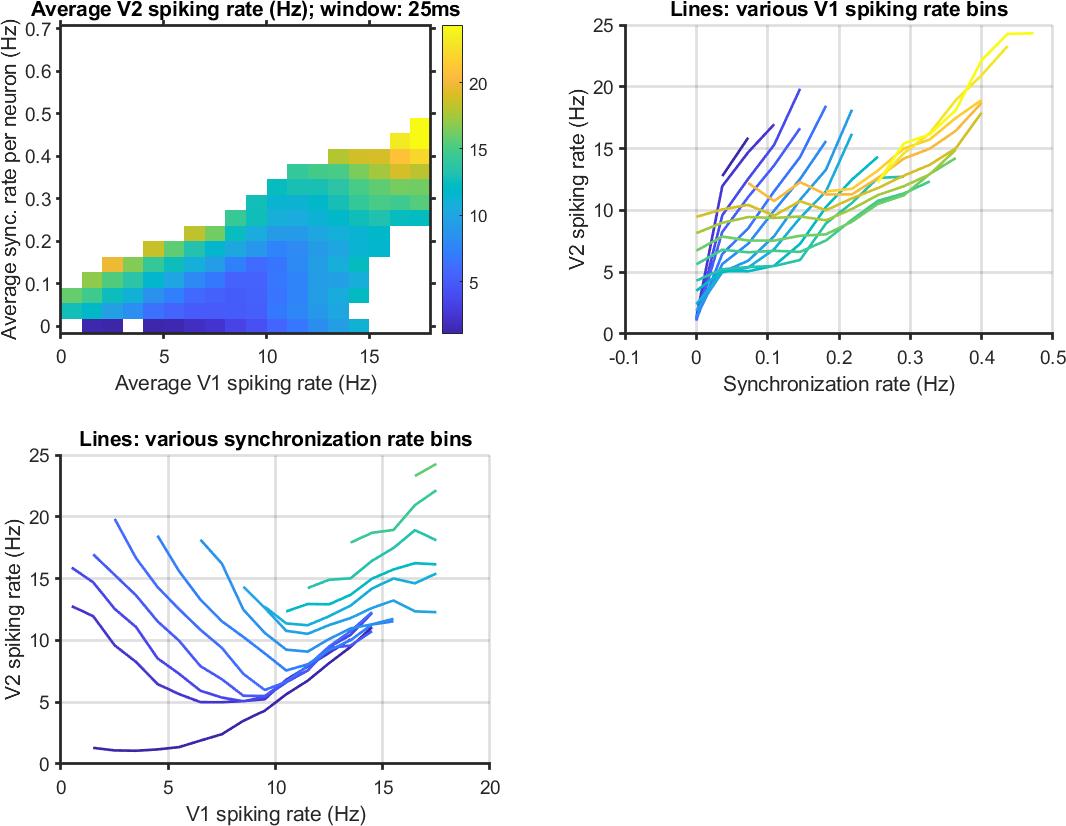 Average V2 spiking rate (Hz); window: 25ms
Average sync. rate per neuron (Hz)
0.7
0.6
0.5
0.4
0.3
0.2
0.1
0
0 5 10 15
Average V1 spiking rate (Hz)
20
15
10
5
Lines: various V1 spiking rate bins
V2 spiking rate (Hz)
25
20
15
10
5
0
-0.1 0 0.1 0.2 0.3 0.4 0.5
Synchronization rate (Hz)
Lines: various synchronization rate bins
V2 spiking rate (Hz)
25
20
15
10
5
0
0 5 10 15 20
V1 spiking rate (Hz)